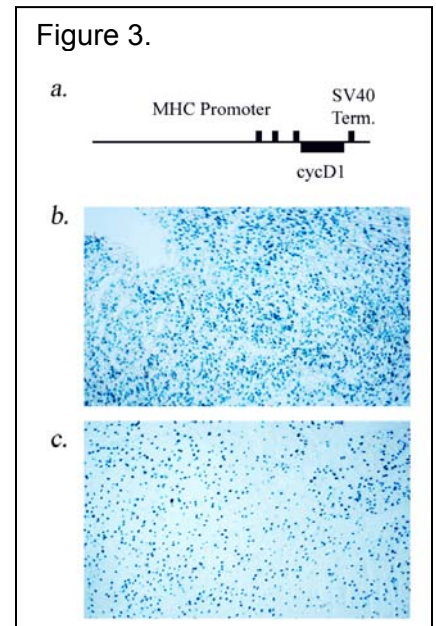 Figure 3.
a.
MHC Promoter
SV40
Term.
cycD1
b.
c.